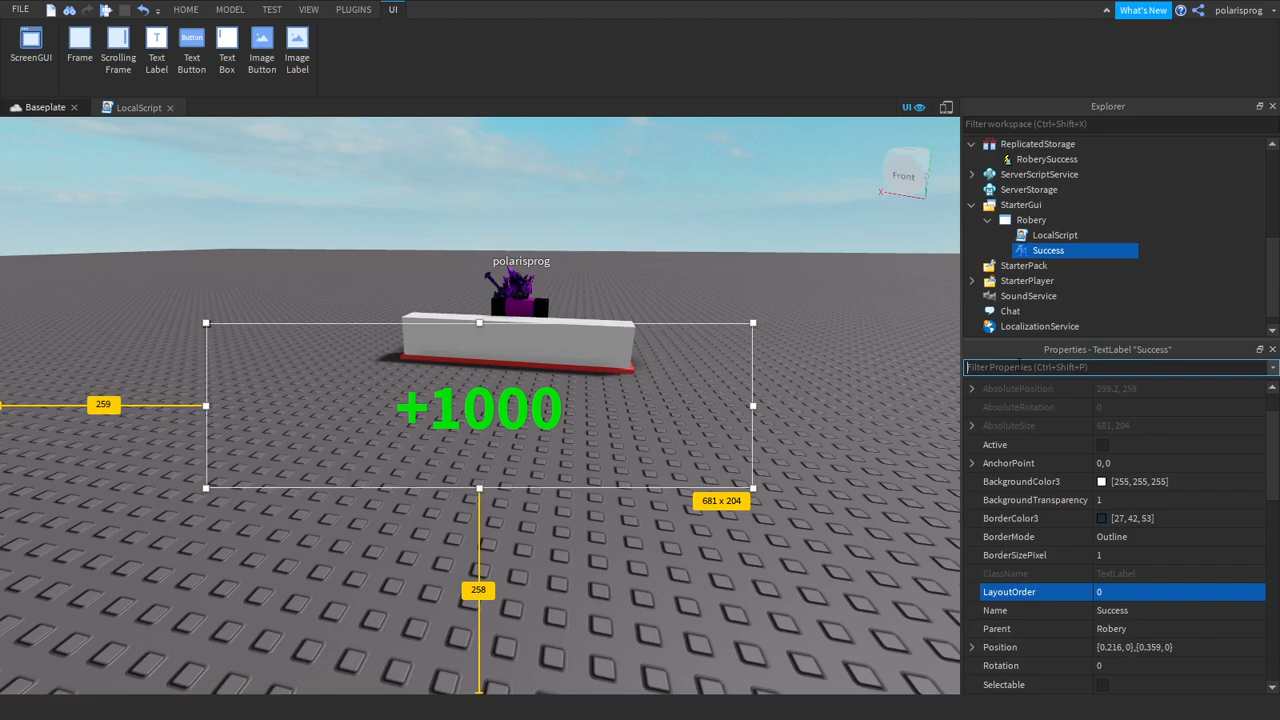 FILE HOME MODEL TEST VIEW PLUGINS UI What's New polarisprog
ScreenGUI Frame Scrolling Frame Text Label Button Text Button Text Box Image Button Image Label
Baseplate LocalScript UI
Explorer
Filter workspace (Ctrl+Shift+X)
ReplicatedStorage
RoberySuccess
ServerScriptService
ServerStorage
StarterGui
Robery
LocalScript
Success
StarterPack
StarterPlayer
SoundService
Chat
LocalizationService
Front
X
polarisprog
+1000
259
681 x 204
258
Properties - TextLabel "Success"
Filter Properties (Ctrl+Shift+P)
AbsolutePosition 259.2, 259
AbsoluteRotation 0
AbsoluteSize 681, 204
Active
AnchorPoint 0, 0
BackgroundColor3 [255, 255, 255]
BackgroundTransparency 1
BorderColor3 [27, 42, 53]
BorderMode Outline
BorderSizePixel 1
ClassName TextLabel
LayoutOrder 0
Name Success
Parent Robery
Position {0.216, 0},{0.359, 0}
Rotation 0
Selectable